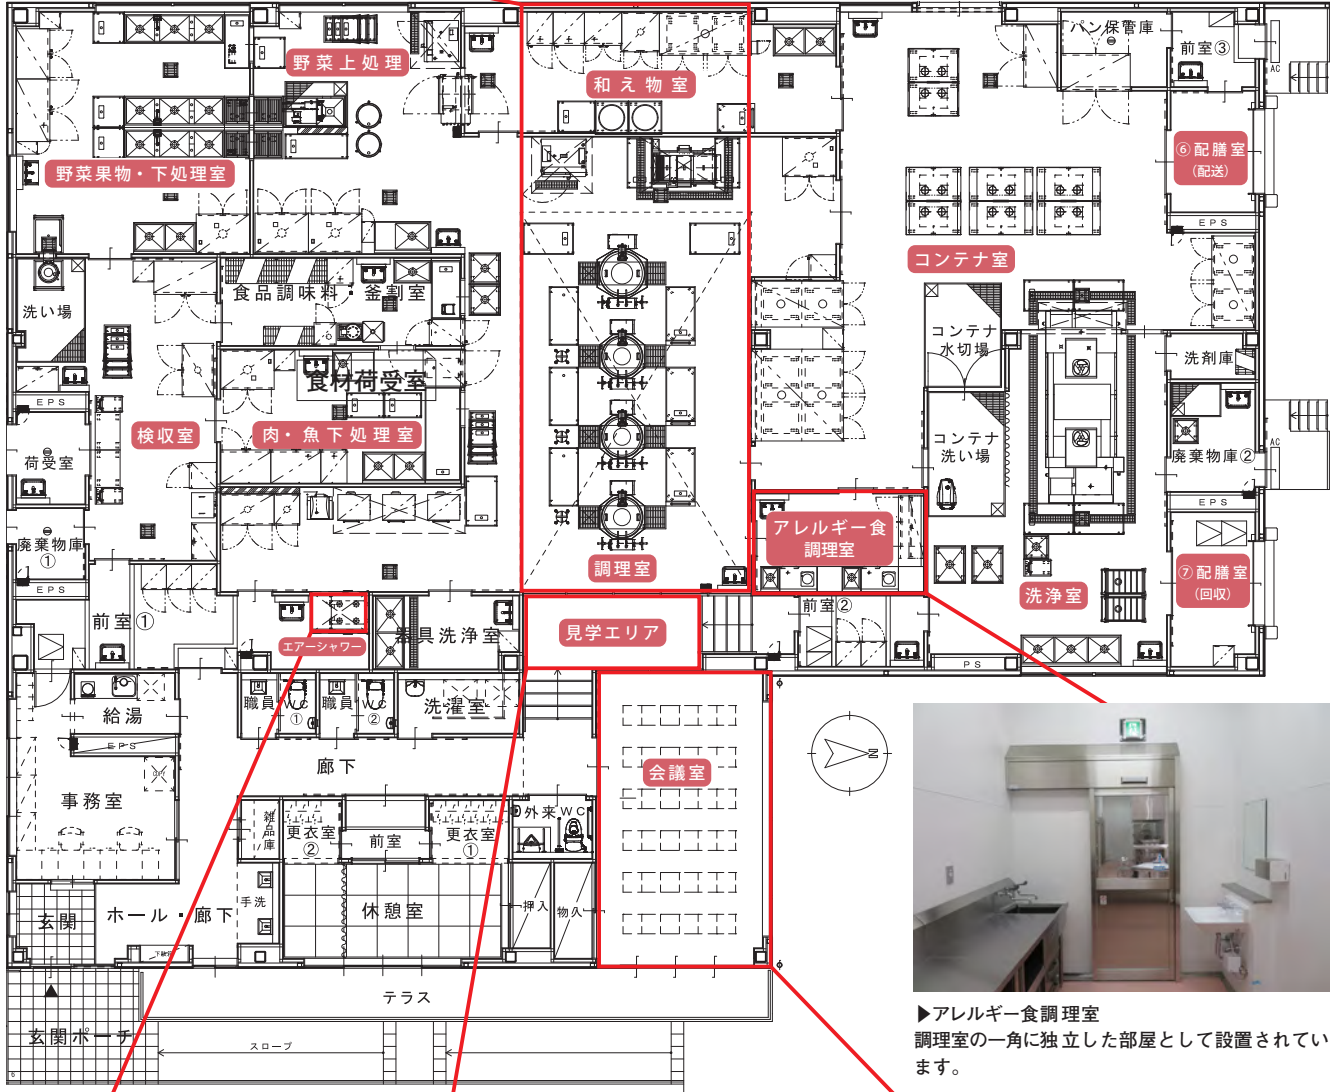 パン保管庫
前室③
AC
野菜上処理
和え物室
⑥配膳室
(配送)
野菜果物・下処理室
EPS
コンテナ室
食品調味料・釜割室
洗い場
コンテナ
水切場
洗剤庫
食材荷受室
EPS
検収室
肉・魚下処理室
コンテナ
洗い場
AC
荷受室
廃棄物庫②
EPS
アレルギー食
調理室
廃棄物庫
①
調理室
⑦配膳室
(回収)
洗浄室
EPS
前室①
前室②
器具洗浄室
見学エリア
エアーシャワー
PS
職員WC
①
職員WC
②
洗濯室
給湯
EPS
N
廊下
会議室
事務室
雑品庫
更衣室
②
前室
更衣室
①
外来WC
手洗
休憩室
押入
物入
玄関
ホール・廊下
下駄箱
テラス
玄関ポーチ
スロープ
▶アレルギー食調理室
調理室の一角に独立した部屋として設置されてい
ます。